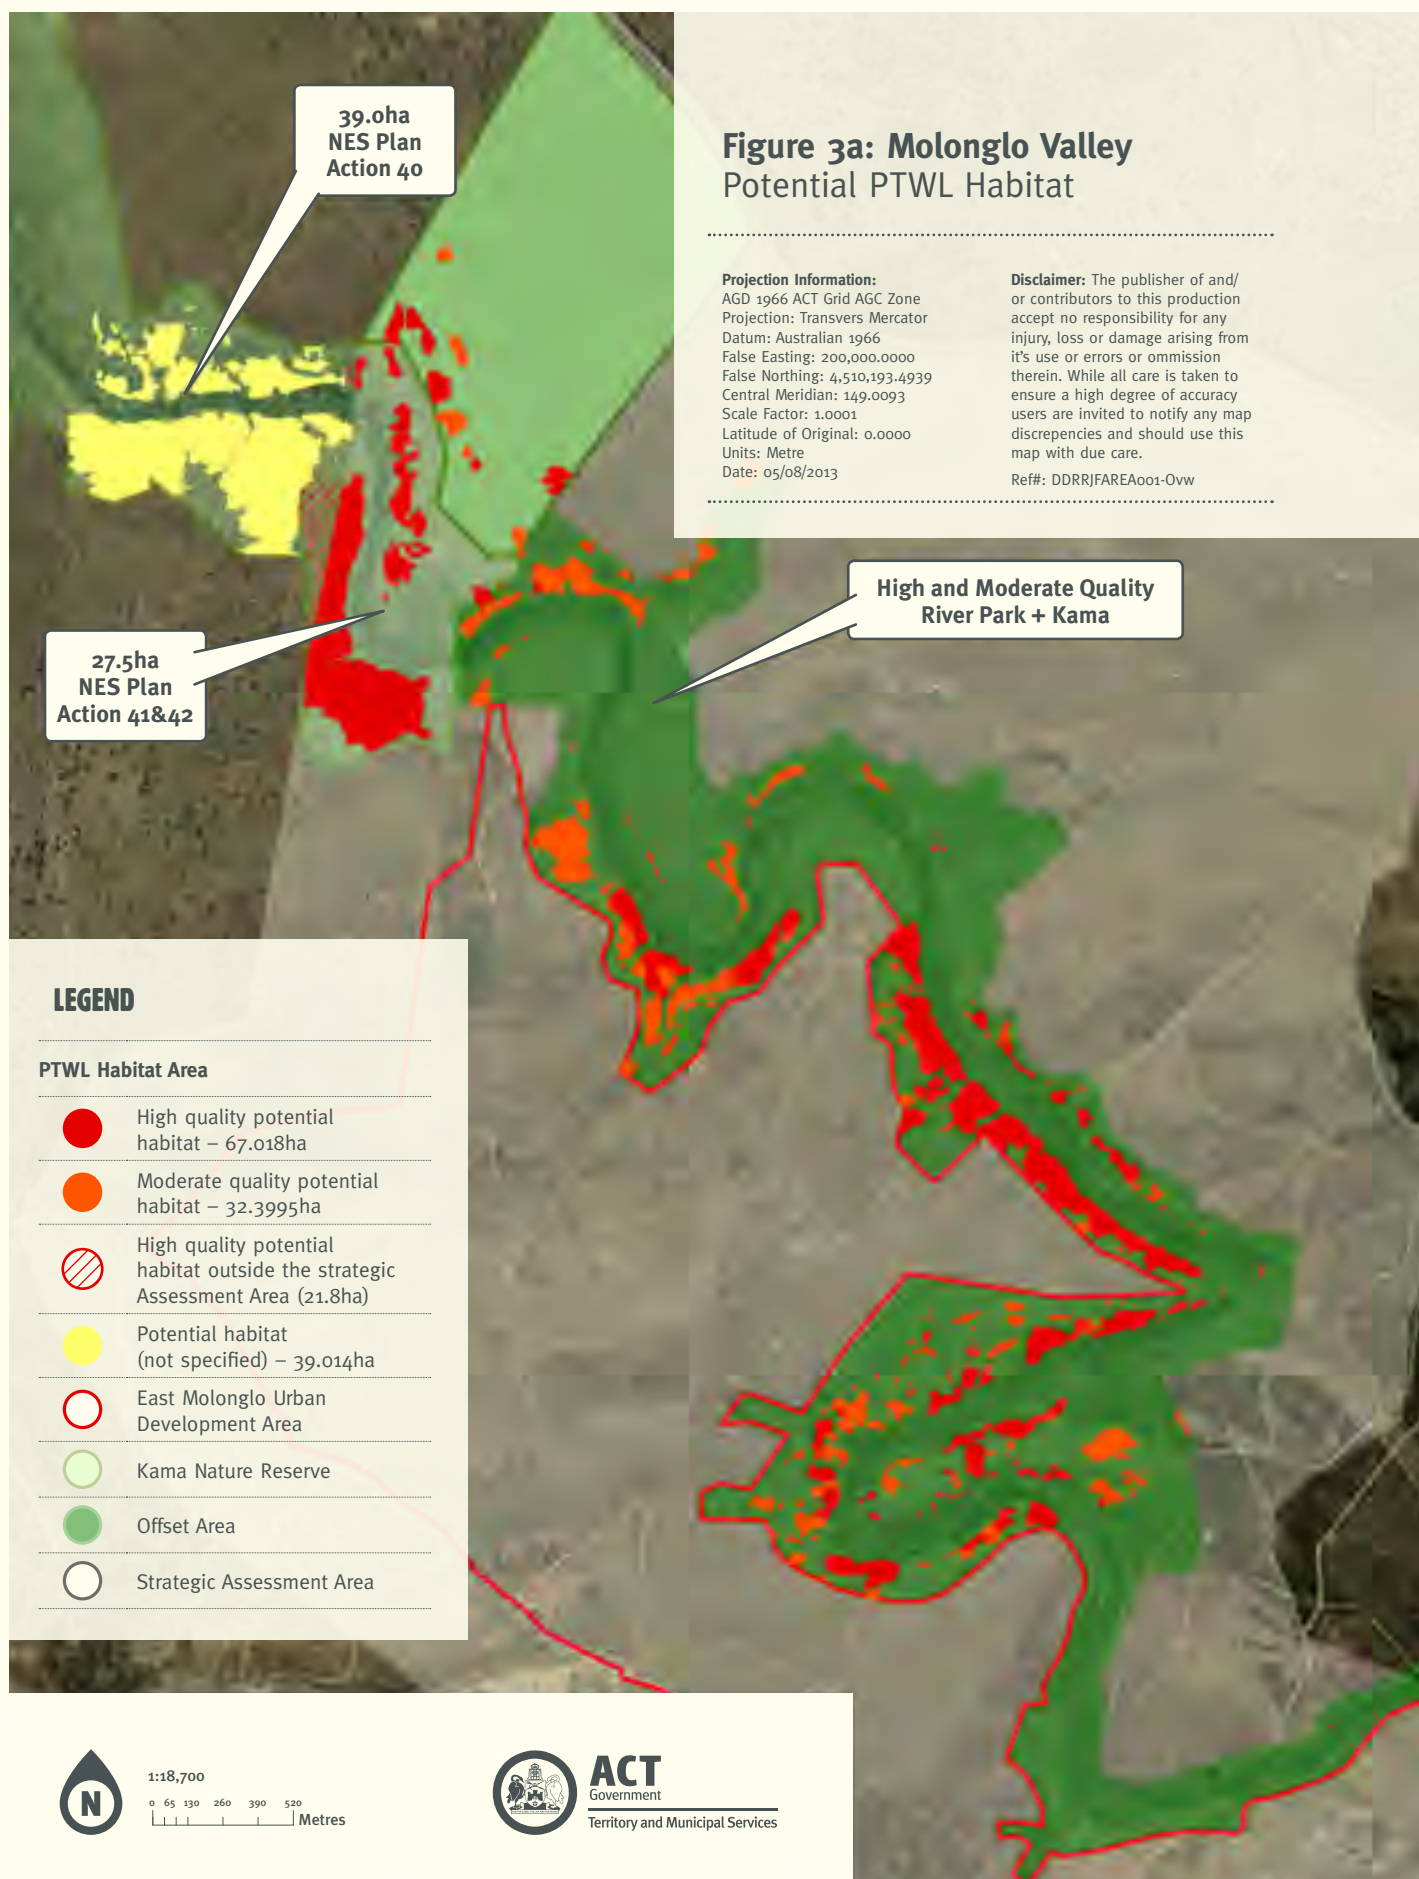 39.0ha
NES Plan
Action 40
Figure 3a: Molonglo Valley
Potential PTWL Habitat
Projection Information:
AGD 1966 ACT Grid AGC Zone
Projection: Transvers Mercator
Datum: Australian 1966
False Easting: 200,000.0000
False Northing: 4,510,193.4939
Central Meridian: 149.0093
Scale Factor: 1.0001
Latitude of Original: 0.0000
Units: Metre
Date: 05/08/2013
Disclaimer: The publisher of and/
or contributors to this production
accept no responsibility for any
injury, loss or damage arising from
it's use or errors or ommission
therein. While all care is taken to
ensure a high degree of accuracy
users are invited to notify any map
discrepencies and should use this
map with due care.
Ref#: DDRRJFAREA001-Ovw
High and Moderate Quality
River Park + Kama
27.5ha
NES Plan
Action 41&42
LEGEND
PTWL Habitat Area
High quality potential
habitat – 67.018ha
Moderate quality potential
habitat – 32.3995ha
High quality potential
habitat outside the strategic
Assessment Area (21.8ha)
Potential habitat
(not specified) – 39.014ha
East Molonglo Urban
Development Area
Kama Nature Reserve
Offset Area
Strategic Assessment Area
N
1:18,700
0 65 130 260 390 520
Metres
ACT
Government
Territory and Municipal Services